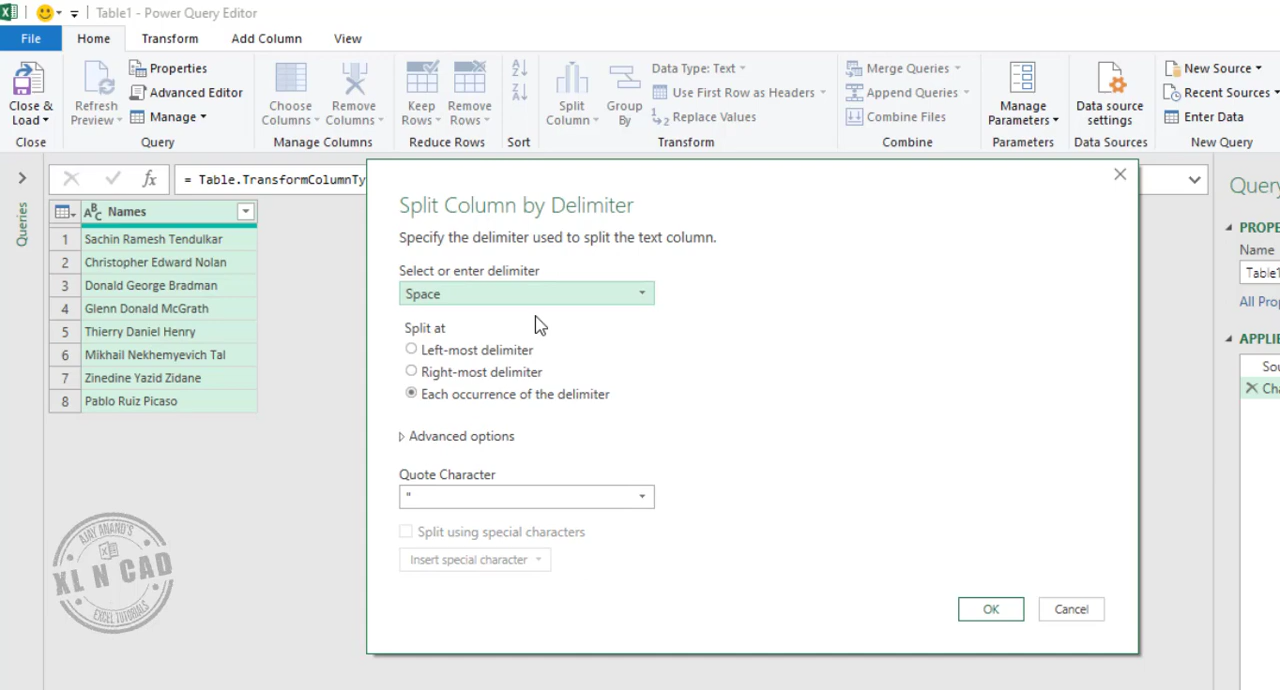 Table1 - Power Query Editor
File Home Transform Add Column View
Close & Load
Close
Refresh Preview
Properties
Advanced Editor
Manage
Query
Choose Columns
Remove Columns
Manage Columns
Keep Rows
Remove Rows
Reduce Rows
Sort
Split Column
Group By
Data Type: Text
Use First Row as Headers
Replace Values
Transform
Merge Queries
Append Queries
Combine Files
Combine
Manage Parameters
Parameters
Data source settings
Data Sources
New Source
Recent Sources
Enter Data
New Query
fx
= Table.TransformColumnTy
Queries
ABC Names
1 Sachin Ramesh Tendulkar
2 Christopher Edward Nolan
3 Donald George Bradman
4 Glenn Donald McGrath
5 Thierry Daniel Henry
6 Mikhail Nekhemyevich Tal
7 Zinedine Yazid Zidane
8 Pablo Ruiz Picaso
Split Column by Delimiter
Specify the delimiter used to split the text column.
Select or enter delimiter
Space
Split at
Left-most delimiter
Right-most delimiter
Each occurrence of the delimiter
Advanced options
Quote Character
"
Split using special characters
Insert special character
OK Cancel
Query
PROPE
Name
Table1
All Prop
APPLIE
Sou
Cha
AJAY ANAND'S
XL N CAD
EXCEL TUTORIALS